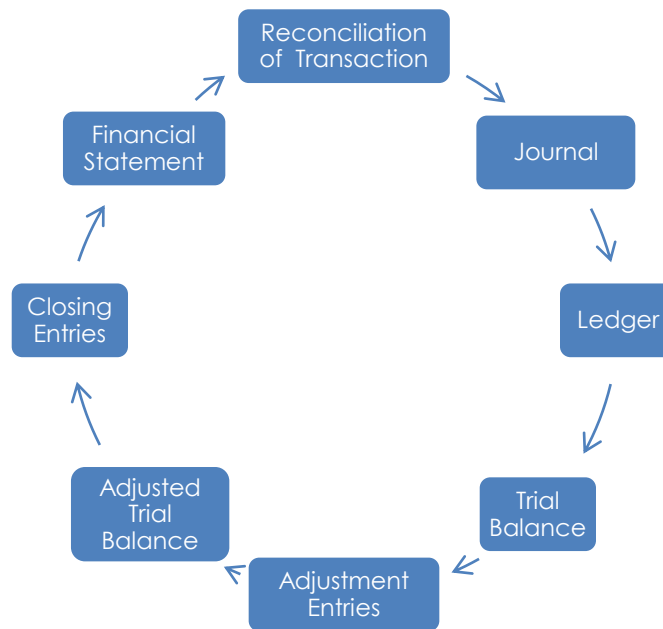 Reconciliation
of Transaction
Journal
Ledger
Trial
Balance
Adjustment
Entries
Adjusted
Trial
Balance
Closing
Entries
Financial
Statement